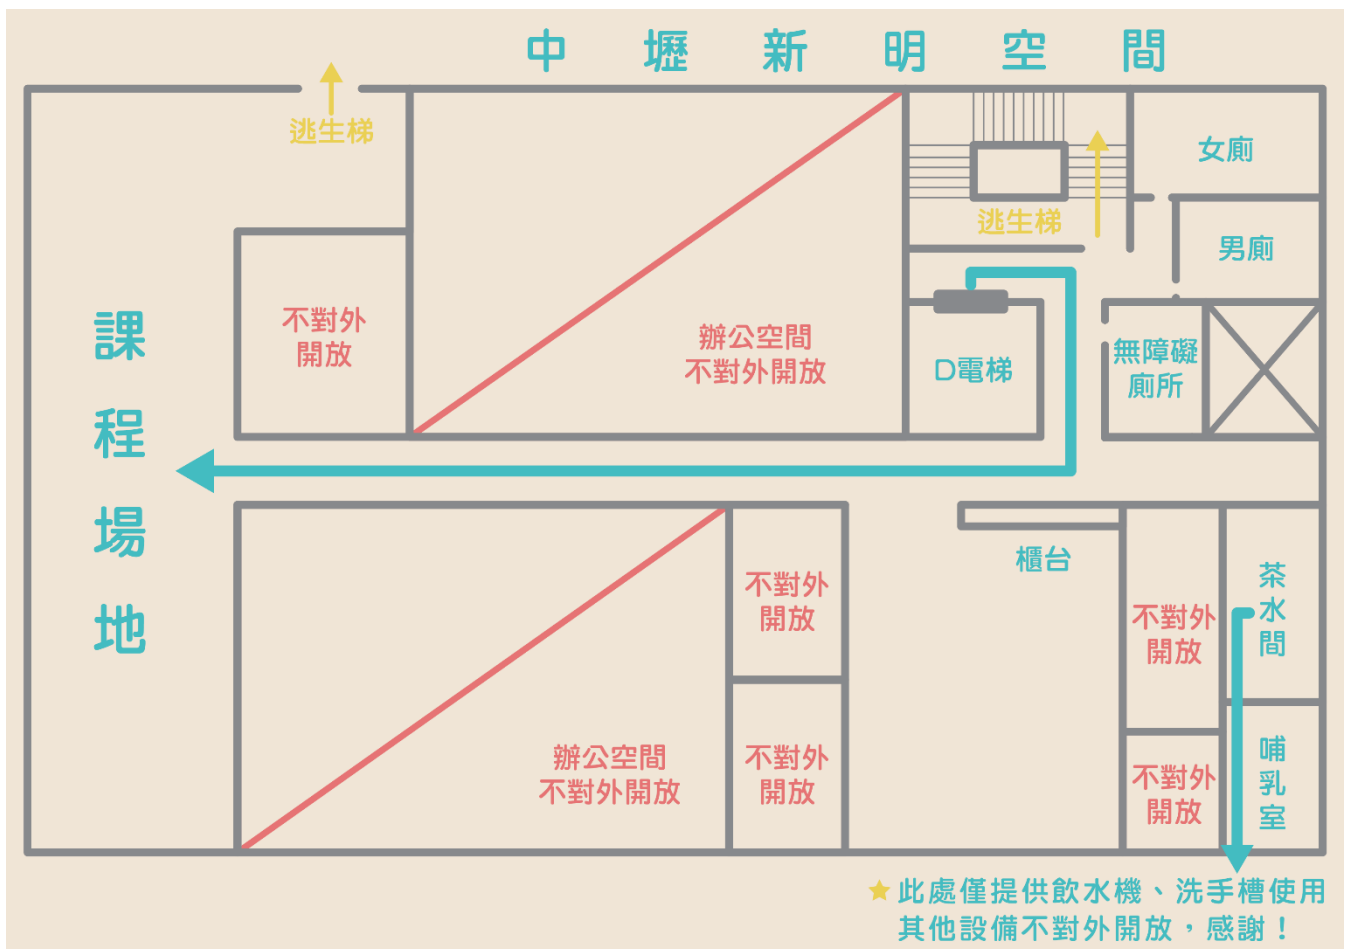 中壢新明空間
逃生梯
女廁
逃生梯
男廁
不對外
開放
辦公空間
不對外開放
D電梯
無障礙
廁所
課程場地
櫃台
不對外
開放
茶水間
不對外
開放
辦公空間
不對外開放
不對外
開放
不對外
開放
哺乳室
★此處僅提供飲水機、洗手槽使用
其他設備不對外開放,感謝!